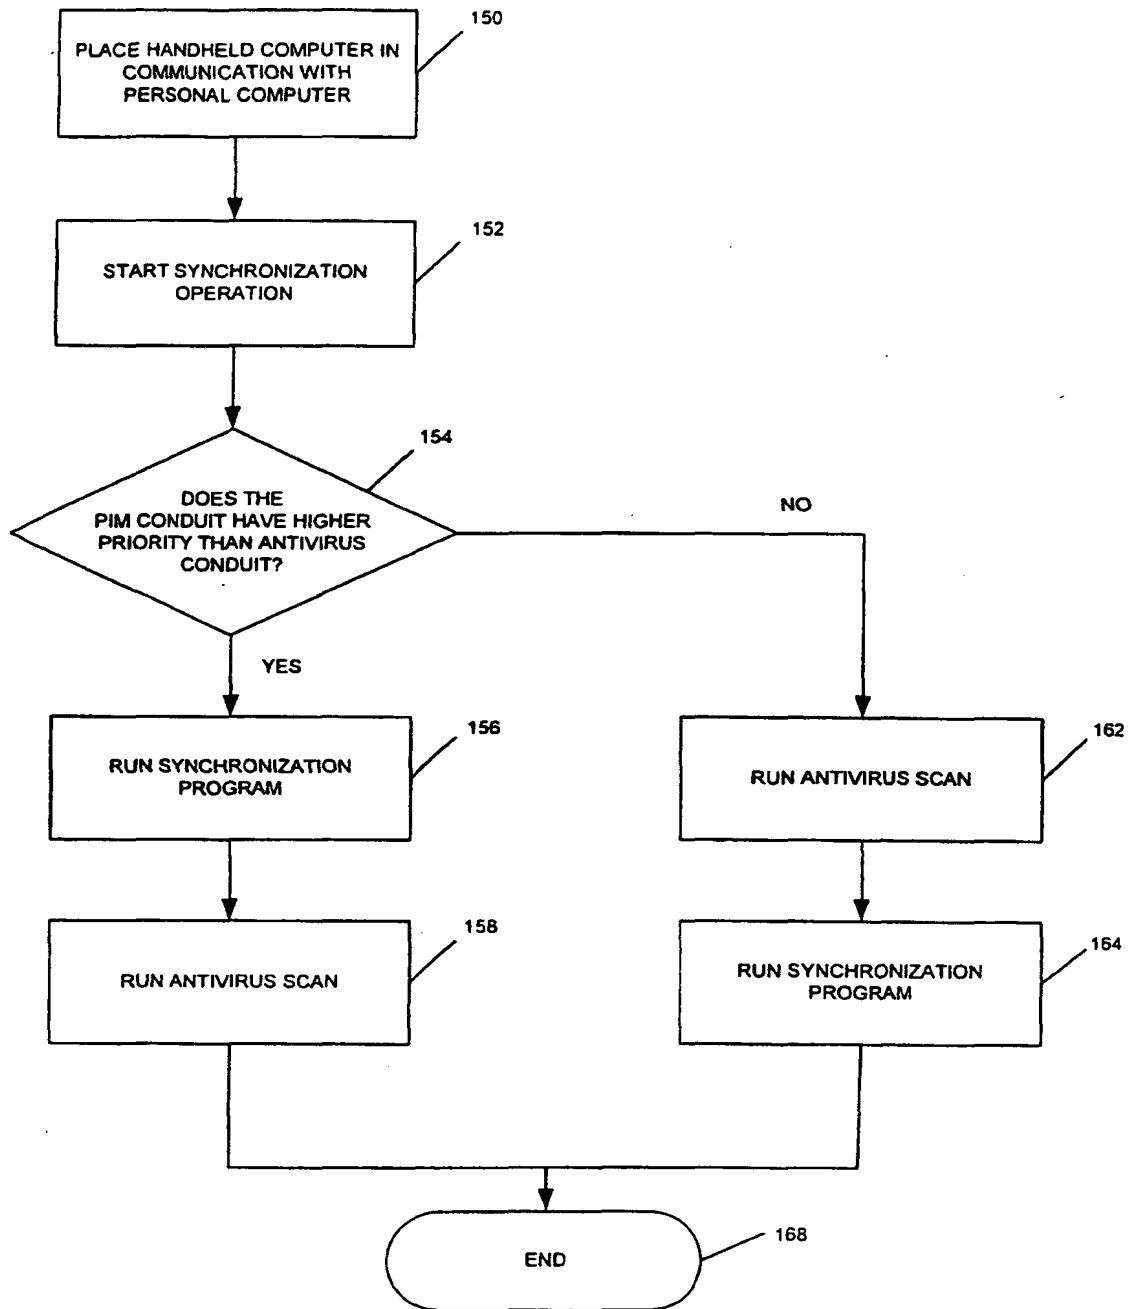 150
PLACE HANDHELD COMPUTER IN
COMMUNICATION WITH
PERSONAL COMPUTER
152
START SYNCHRONIZATION
OPERATION
154
DOES THE
PIM CONDUIT HAVE HIGHER
PRIORITY THAN ANTIVIRUS
CONDUIT?
NO
YES
156
RUN SYNCHRONIZATION
PROGRAM
162
RUN ANTIVIRUS SCAN
158
RUN ANTIVIRUS SCAN
164
RUN SYNCHRONIZATION
PROGRAM
END
168